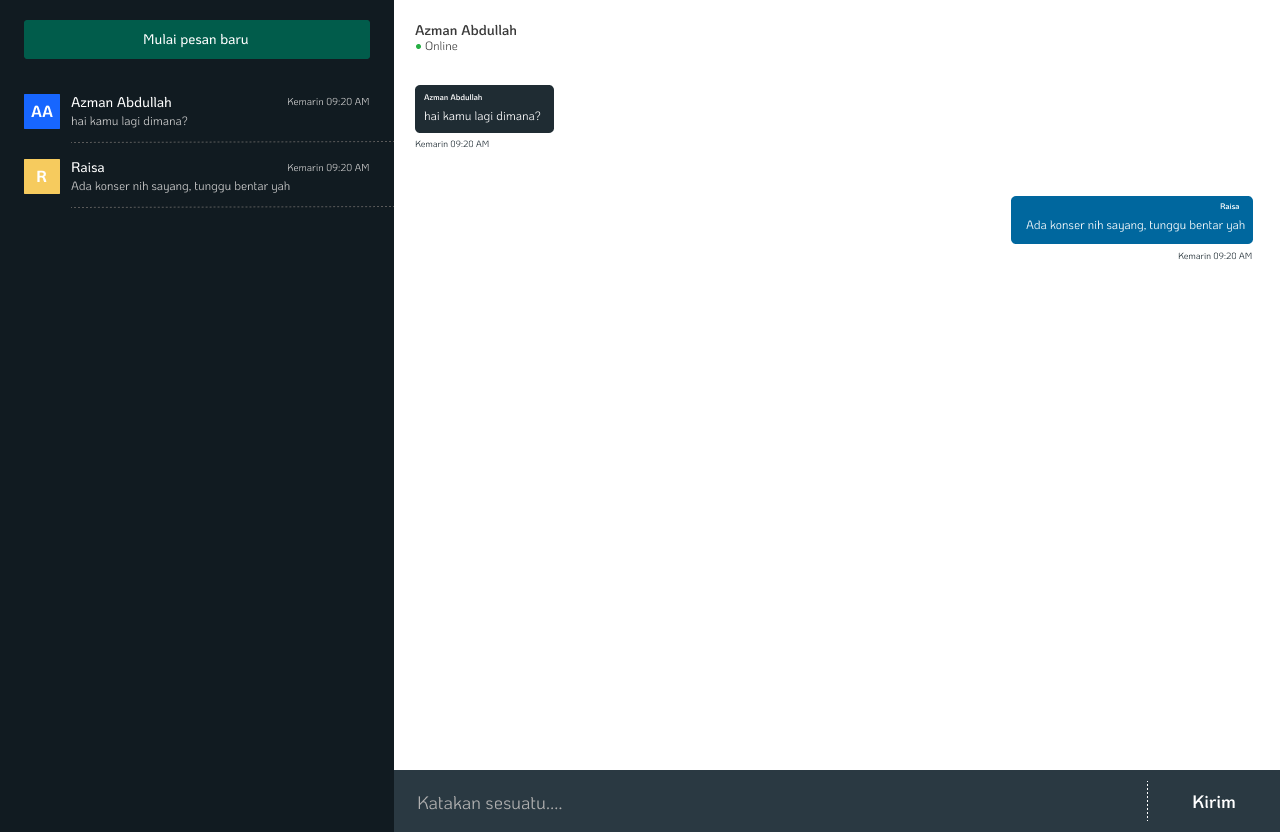 Mulai pesan baru
AA
Azman Abdullah
Kemarin 09:20 AM
hai kamu lagi dimana?
R
Raisa
Kemarin 09:20 AM
Ada konser nih sayang, tunggu bentar yah
Azman Abdullah
Online
Azman Abdullah
hai kamu lagi dimana?
Kemarin 09:20 AM
Raisa
Ada konser nih sayang, tunggu bentar yah
Kemarin 09:20 AM
Katakan sesuatu....
Kirim